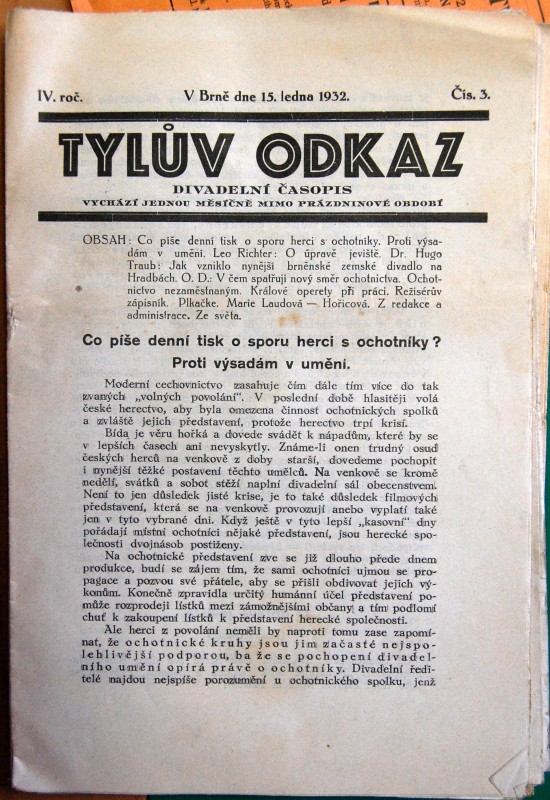 IV. roč.
V Brně dne 15. ledna 1932.
Čís. 3.
TYLŮV ODKAZ
DIVADELNÍ ČASOPIS
VYCHÁZÍ JEDNOU MĚSÍČNĚ MIMO PRÁZDNINOVÉ OBDOBÍ
OBSAH: Co píše denní tisk o sporu herci s ochotníky. Proti výsa-
dám v umění. Leo Richter: O úpravě jeviště. Dr. Hugo
Traub: Jak vzniklo nynější brněnské zemské divadlo na
Hradbách. O. D.: V čem spatřuji nový směr ochotnictva. Ochot-
nictvo nezaměstnaným. Králové operety při práci. Režisérův
zápisník. Plkačke. Marie Laudová — Hořicová. Z redakce a
administrace. Ze světa.
Co píše denní tisk o sporu herci s ochotníky?
Proti výsadám v umění.
Moderní cechovnictvo zasahuje čím dále tím více do tak
zvaných „volných povolání". V poslední době hlasitěji volá
české herectvo, aby byla omezena činnost ochotnických spolků
a zvláště jejich představení, protože herectvo trpí krisí.
Bída je věru hořká a dovede svádět k nápadům, které by se
v lepších časech ani nevyskytly. Známe-li onen trudný osud
českých herců na venkově z doby starší, dovedeme pochopit
i nynější těžké postavení těchto umělců. Na venkově se kromě
nedělí, svátků a sobot stěží naplní divadelní sál obecenstvem.
Není to jen důsledek jisté krise, je to také důsledek filmových
představení, která se na venkově provozují anebo vyplatí také
jen v tyto vybrané dni. Když ještě v tyto lepší „kasovní" dny
pořádají místní ochotníci nějaké představení, jsou herecké spo-
lečnosti dvojnásob postiženy.
Na ochotnické představení zve se již dlouho přede dnem
produkce, budí se zájem tím, že sami ochotníci ujmou se pro-
pagace a pozvou své přátele, aby se přišli obdivovat jejich vý-
konům. Konečně zpravidla určitý humánní účel představení po-
může rozprodeji lístků mezi zámožnějšími občany a tím podlomí
chuť k zakoupení lístků k představení herecké společnosti.
Ale herci z povolání neměli by naproti tomu zase zapomí-
nat, že ochotnické kruhy jsou jim začasté nejspo-
lehlivější podporou, ba že se pochopení divadel-
ního umění opírá právě o ochotníky. Divadelní ředi-
telé najdou nejspíše porozumění u ochotnického spolku, jenž